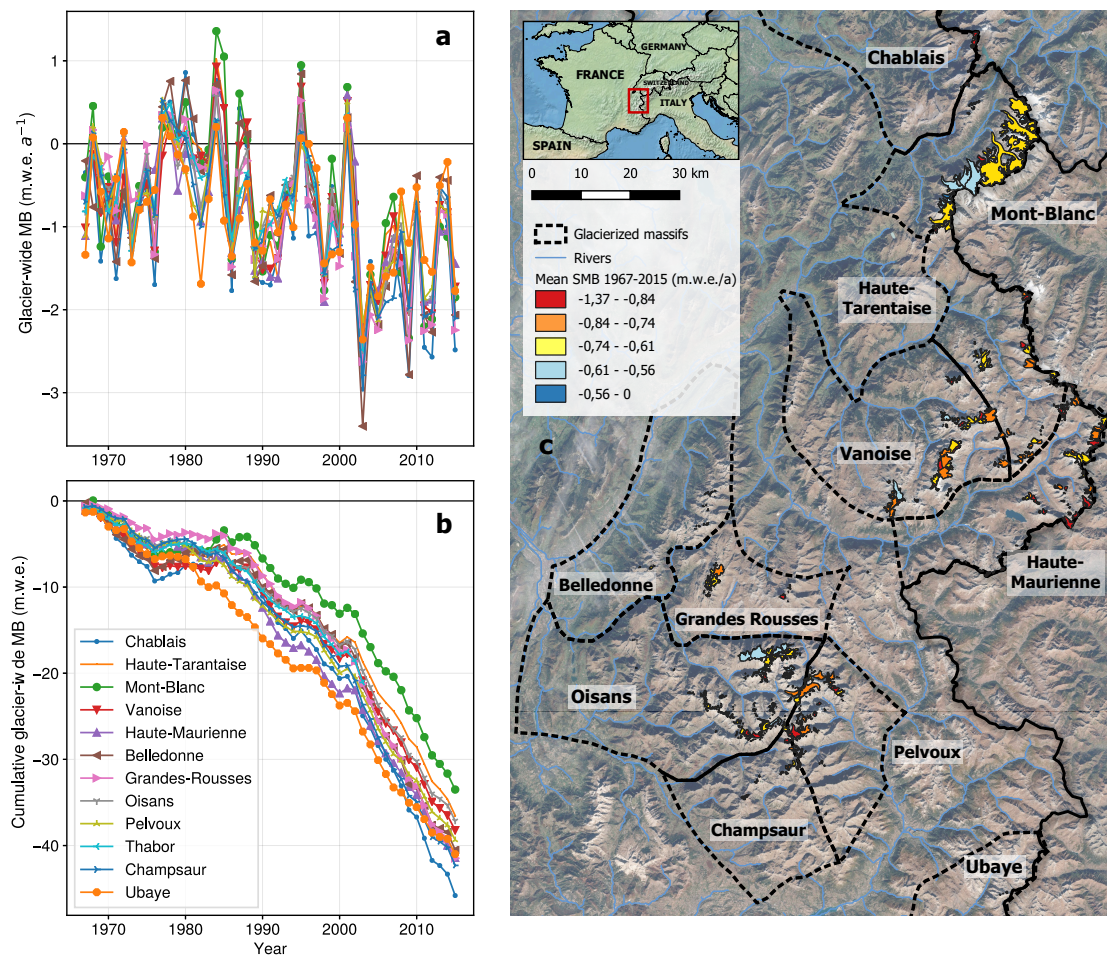 a
1
0
−1
−2
−3
Glacier-wide MB (m.w.e. a⁻¹)
1970
1980
1990
2000
2010
b
0
−10
−20
−30
−40
Cumulative glacier-w de MB (m.w.e.)
Chablais
Haute-Tarantaise
Mont-Blanc
Vanoise
Haute-Maurienne
Belledonne
Grandes-Rousses
Oisans
Pelvoux
Thabor
Champsaur
Ubaye
1970
1980
1990
2000
2010
Year
GERMANY
FRANCE
SWITZERLAND
ITALY
SPAIN
0
10
20
30 km
Glacierized massifs
Rivers
Mean SMB 1967-2015 (m.w.e./a)
-1,37 - -0,84
-0,84 - -0,74
-0,74 - -0,61
-0,61 - -0,56
-0,56 - 0
c
Chablais
Mont-Blanc
Haute-
Tarentaise
Vanoise
Haute-
Maurienne
Belledonne
Grandes Rousses
Oisans
Pelvoux
Champsaur
Ubaye